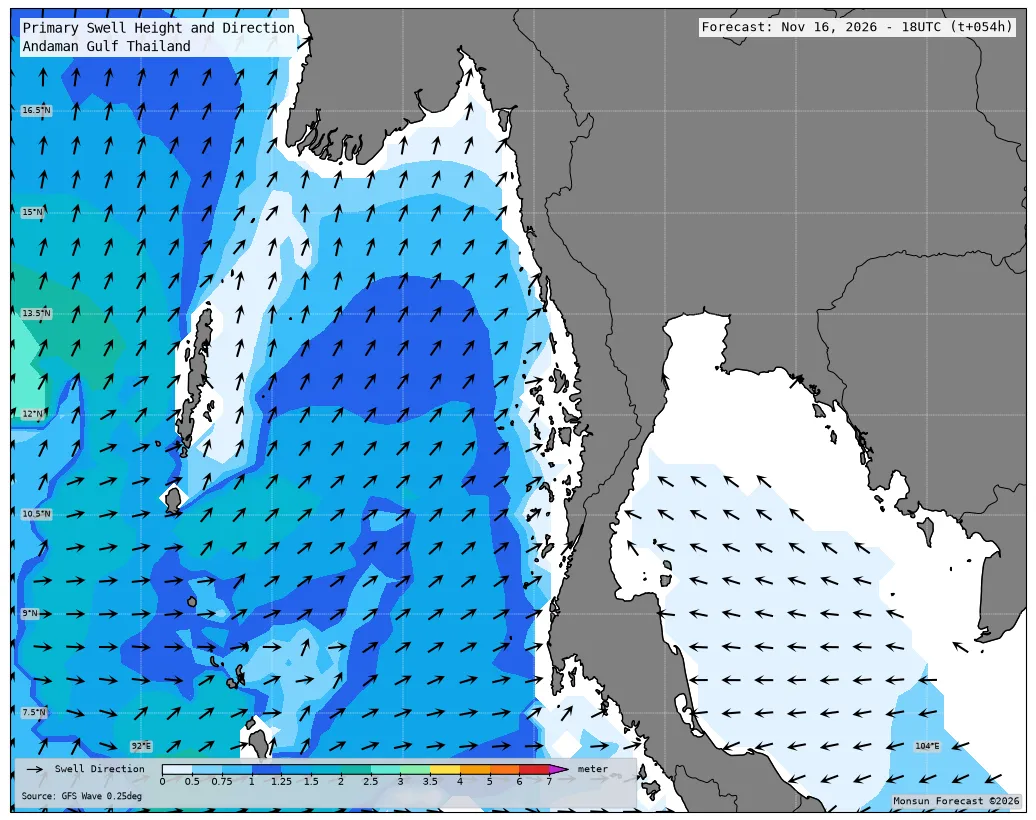 Primary Swell Height and Direction
Andaman Gulf Thailand
Forecast: Nov 16, 2026 - 18UTC (t+054h)
16.5°N
15°N
13.5°N
12°N
10.5°N
9°N
7.5°N
92°E
104°E
Swell Direction
0 0.5 0.75 1 1.25 1.5 2 2.5 3 3.5 4 5 6 7
meter
Source: GFS Wave 0.25deg
Monsun Forecast ©2026